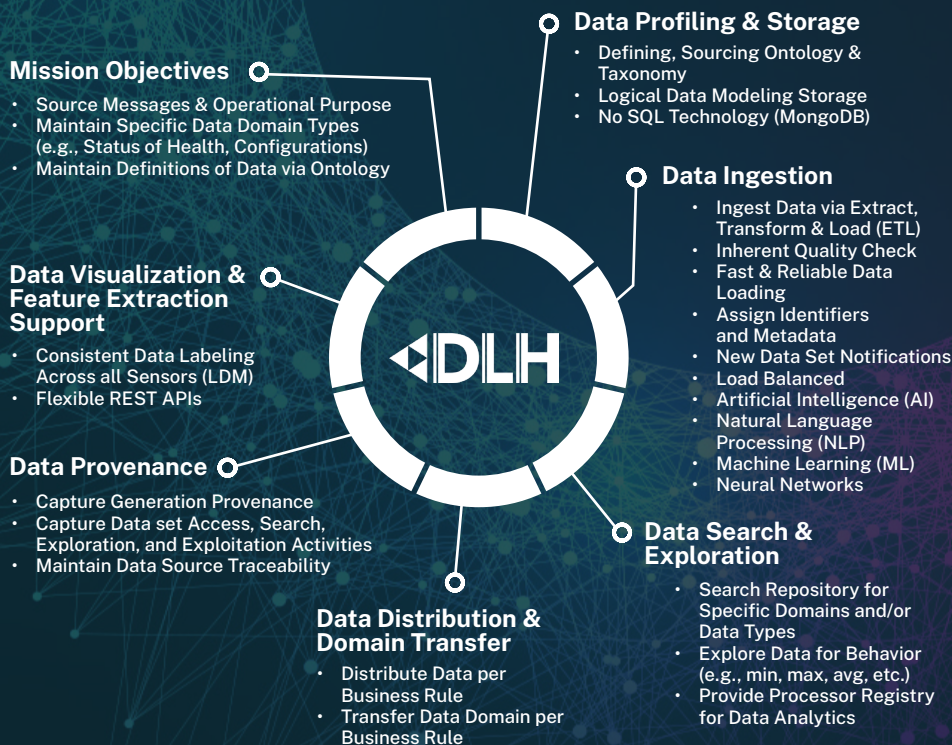 Mission Objectives
• Source Messages & Operational Purpose
• Maintain Specific Data Domain Types
(e.g., Status of Health, Configurations)
• Maintain Definitions of Data via Ontology
Data Profiling & Storage
• Defining, Sourcing Ontology &
Taxonomy
• Logical Data Modeling Storage
• No SQL Technology (MongoDB)
Data Ingestion
• Ingest Data via Extract,
Transform & Load (ETL)
• Inherent Quality Check
• Fast & Reliable Data
Loading
• Assign Identifiers
and Metadata
• New Data Set Notifications
• Load Balanced
• Artificial Intelligence (AI)
• Natural Language
Processing (NLP)
• Machine Learning (ML)
• Neural Networks
Data Visualization &
Feature Extraction
Support
• Consistent Data Labeling
Across all Sensors (LDM)
• Flexible REST APIs
DLH
Data Provenance
• Capture Generation Provenance
• Capture Data set Access, Search,
Exploration, and Exploitation Activities
• Maintain Data Source Traceability
Data Search &
Exploration
• Search Repository for
Specific Domains and/or
Data Types
• Explore Data for Behavior
(e.g., min, max, avg, etc.)
• Provide Processor Registry
for Data Analytics
Data Distribution &
Domain Transfer
• Distribute Data per
Business Rule
• Transfer Data Domain per
Business Rule